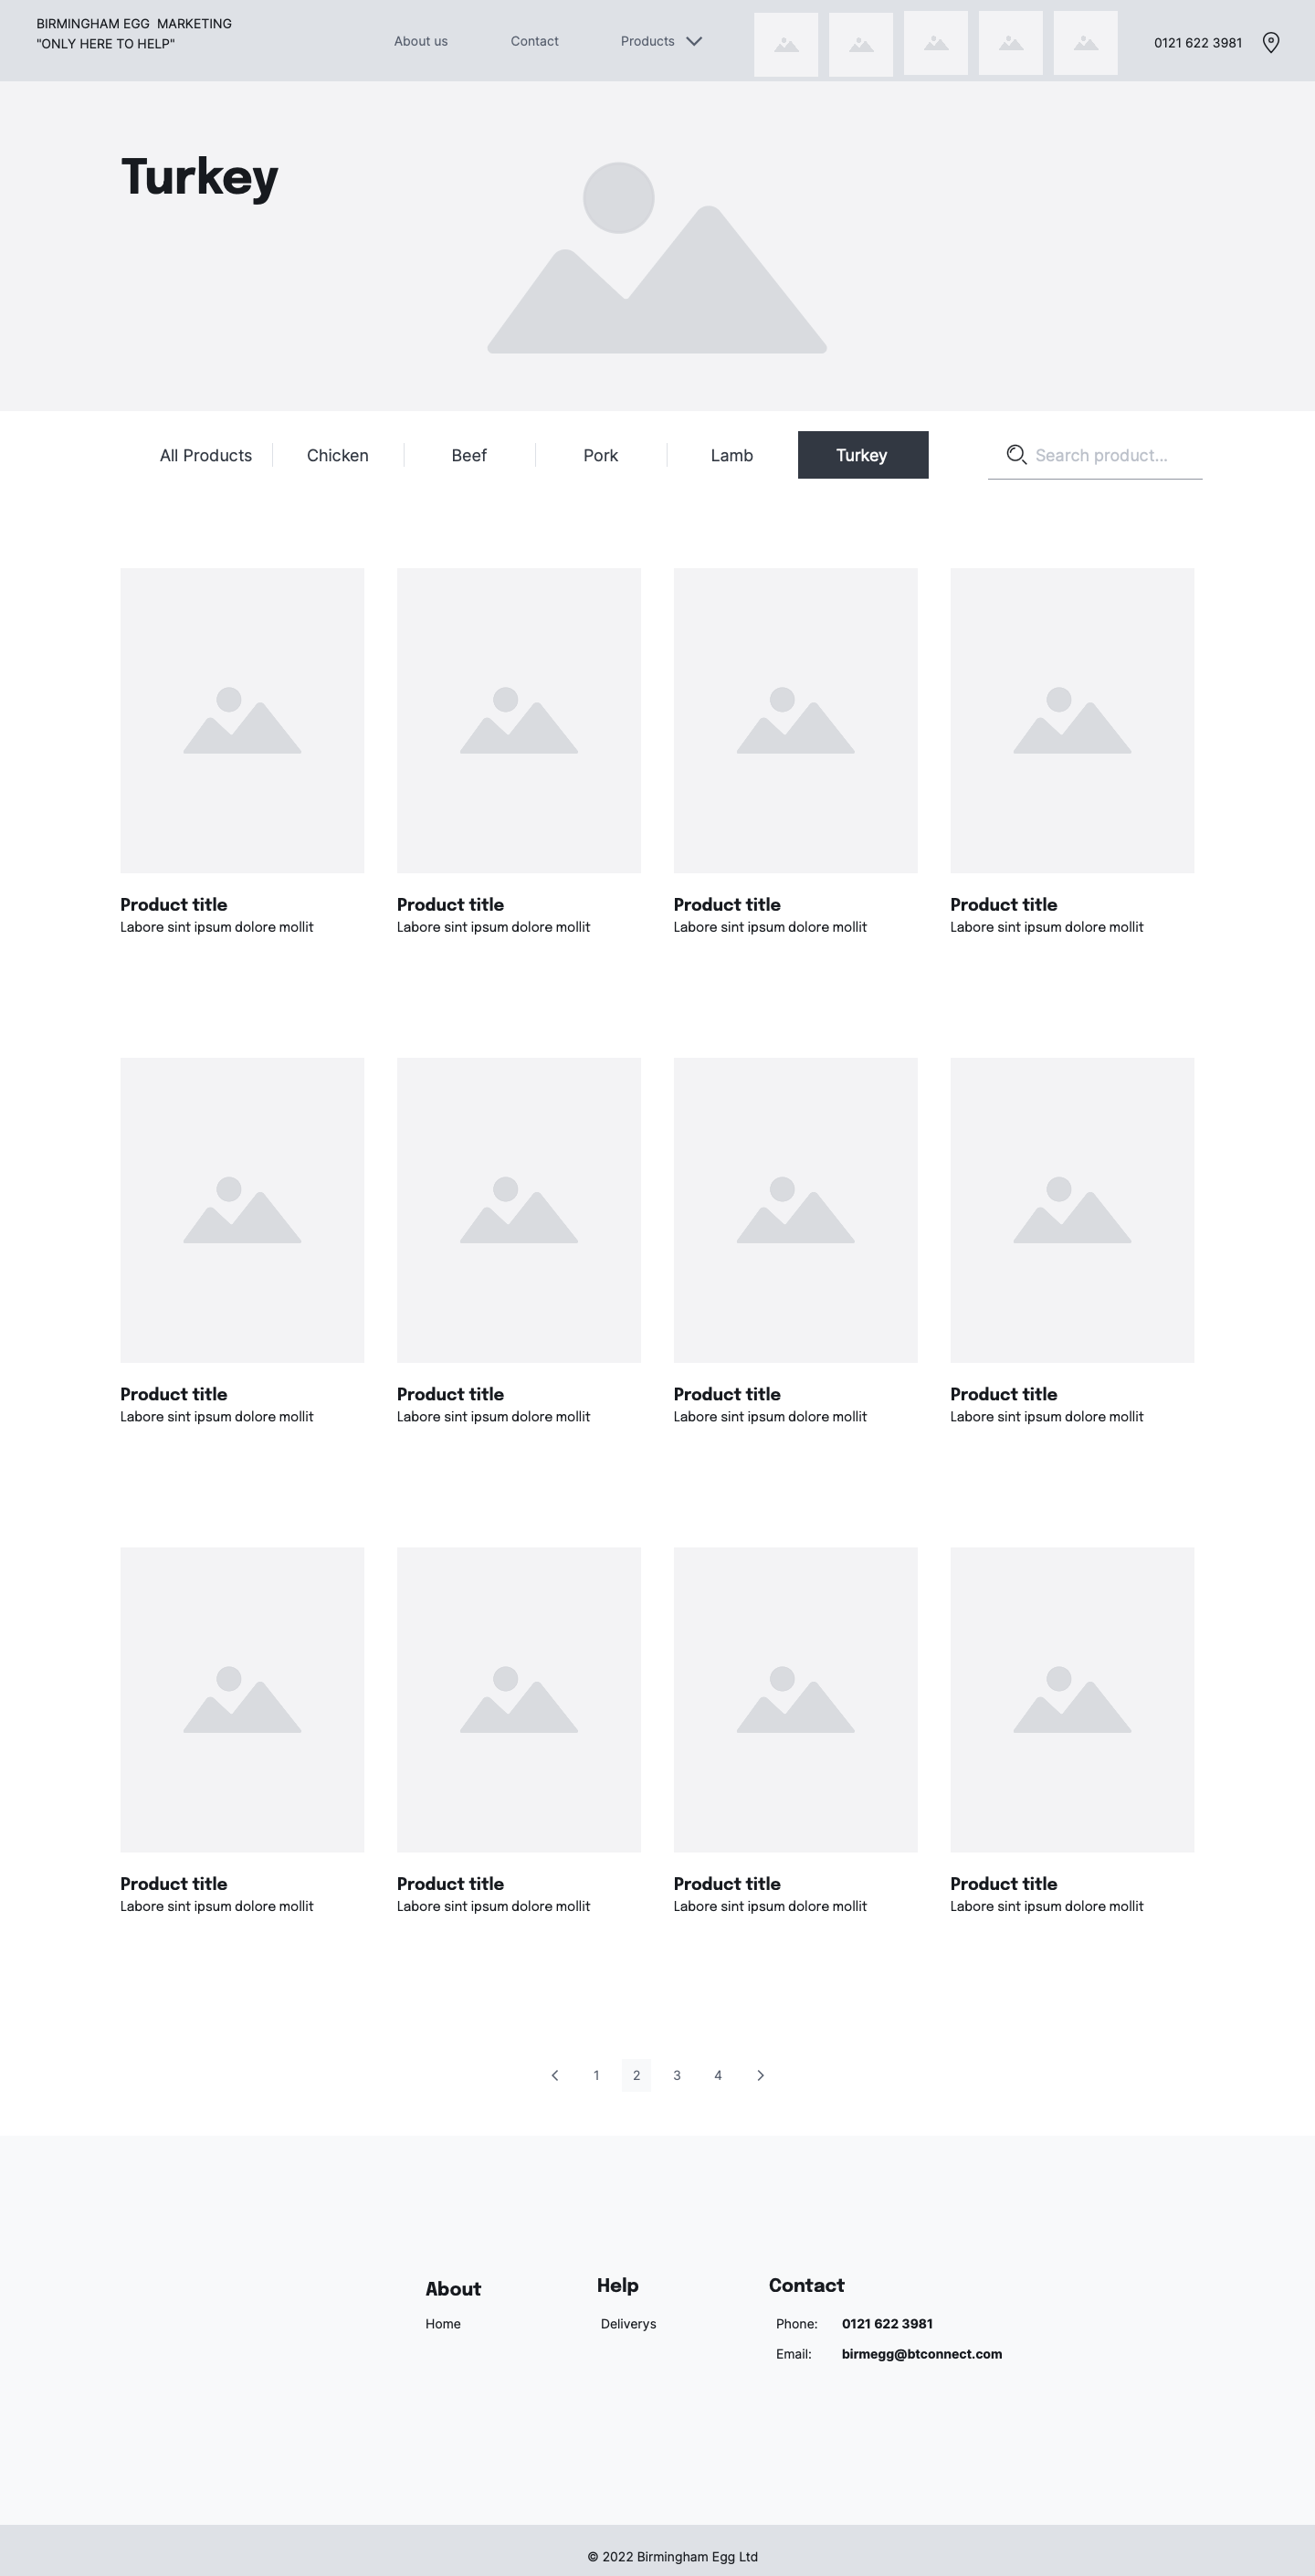 BIRMINGHAM EGG  MARKETING
"ONLY HERE TO HELP"
About us
Contact
Products
0121 622 3981
Turkey
All Products
Chicken
Beef
Pork
Lamb
Turkey
Search product...
Product title
Labore sint ipsum dolore mollit
Product title
Labore sint ipsum dolore mollit
Product title
Labore sint ipsum dolore mollit
Product title
Labore sint ipsum dolore mollit
Product title
Labore sint ipsum dolore mollit
Product title
Labore sint ipsum dolore mollit
Product title
Labore sint ipsum dolore mollit
Product title
Labore sint ipsum dolore mollit
Product title
Labore sint ipsum dolore mollit
Product title
Labore sint ipsum dolore mollit
Product title
Labore sint ipsum dolore mollit
Product title
Labore sint ipsum dolore mollit
1
2
3
4
About
Home
Help
Deliverys
Contact
Phone: 0121 622 3981
Email: birmegg@btconnect.com
© 2022 Birmingham Egg Ltd